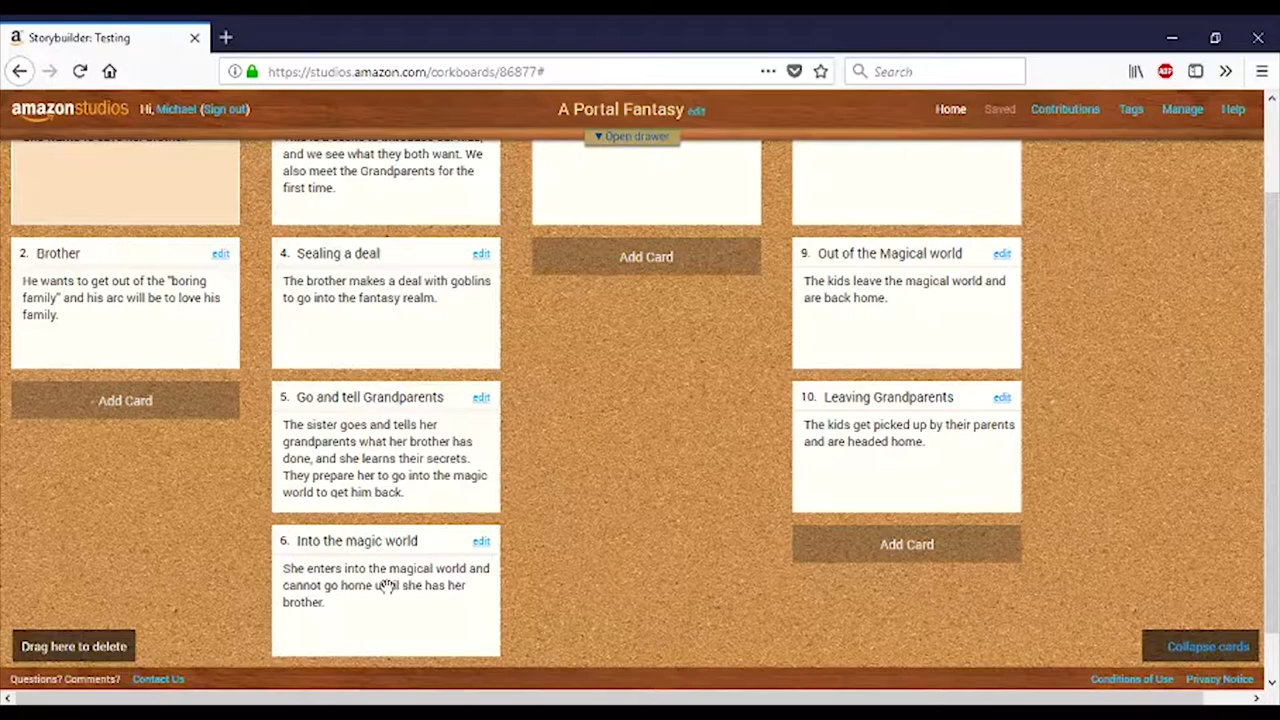 Storybuilder: Testing
https://studios.amazon.com/corkboards/86877#
Search
ABP
amazonstudios
Hi, Michael (Sign out)
A Portal Fantasy edit
Home Saved Contributions Tags Manage Help
▼ Open drawer
and we see what they both want. We
also meet the Grandparents for the
first time.
2. Brother edit
He wants to get out of the "boring
family" and his arc will be to love his
family.
- Add Card
4. Sealing a deal edit
The brother makes a deal with goblins
to go into the fantasy realm.
5. Go and tell Grandparents edit
The sister goes and tells her
grandparents what her brother has
done, and she learns their secrets.
They prepare her to go into the magic
world to get him back.
6. Into the magic world edit
She enters into the magical world and
cannot go home until she has her
brother.
Add Card
9. Out of the Magical world edit
The kids leave the magical world and
are back home.
10. Leaving Grandparents edit
The kids get picked up by their parents
and are headed home.
Add Card
Drag here to delete
Collapse cards
Questions? Comments? Contact Us
Conditions of Use Privacy Notice